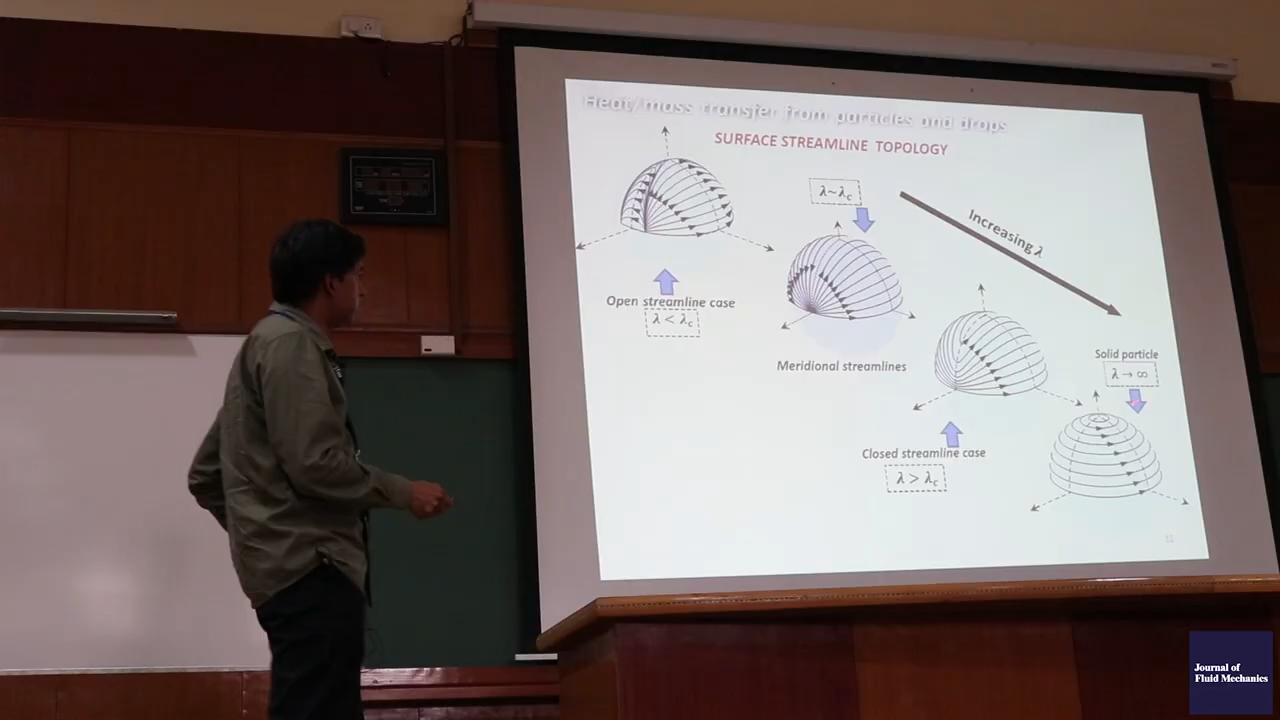 Heat/mass transfer from particles and drops
SURFACE STREAMLINE TOPOLOGY
λ~λc
Increasing λ
Open streamline case
λ < λc
Meridional streamlines
Solid particle
λ → ∞
Closed streamline case
λ > λc
Journal of
Fluid Mechanics